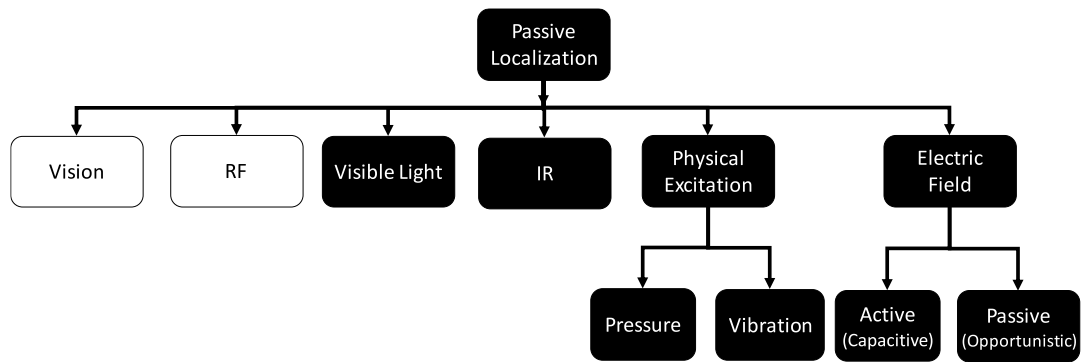 Passive
Localization
Vision
RF
Visible Light
IR
Physical
Excitation
Electric
Field
Pressure
Vibration
Active
(Capacitive)
Passive
(Opportunistic)